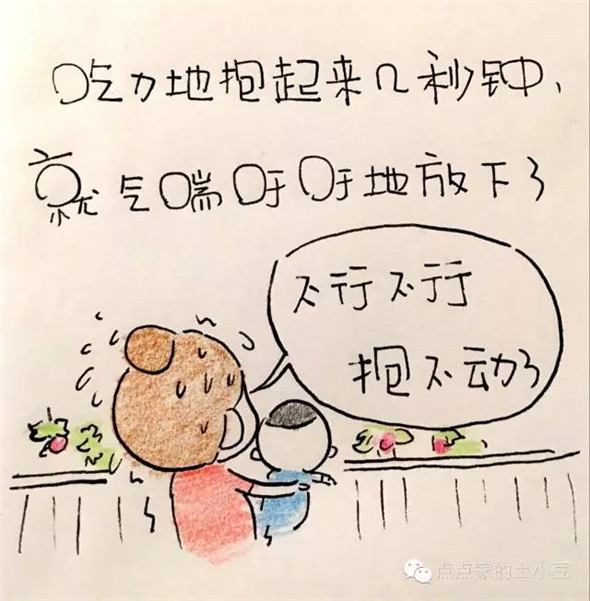 吃力地抱起来几秒钟、
就气喘吁吁地放下了
不行不行
抱不动了
点点家的土小豆